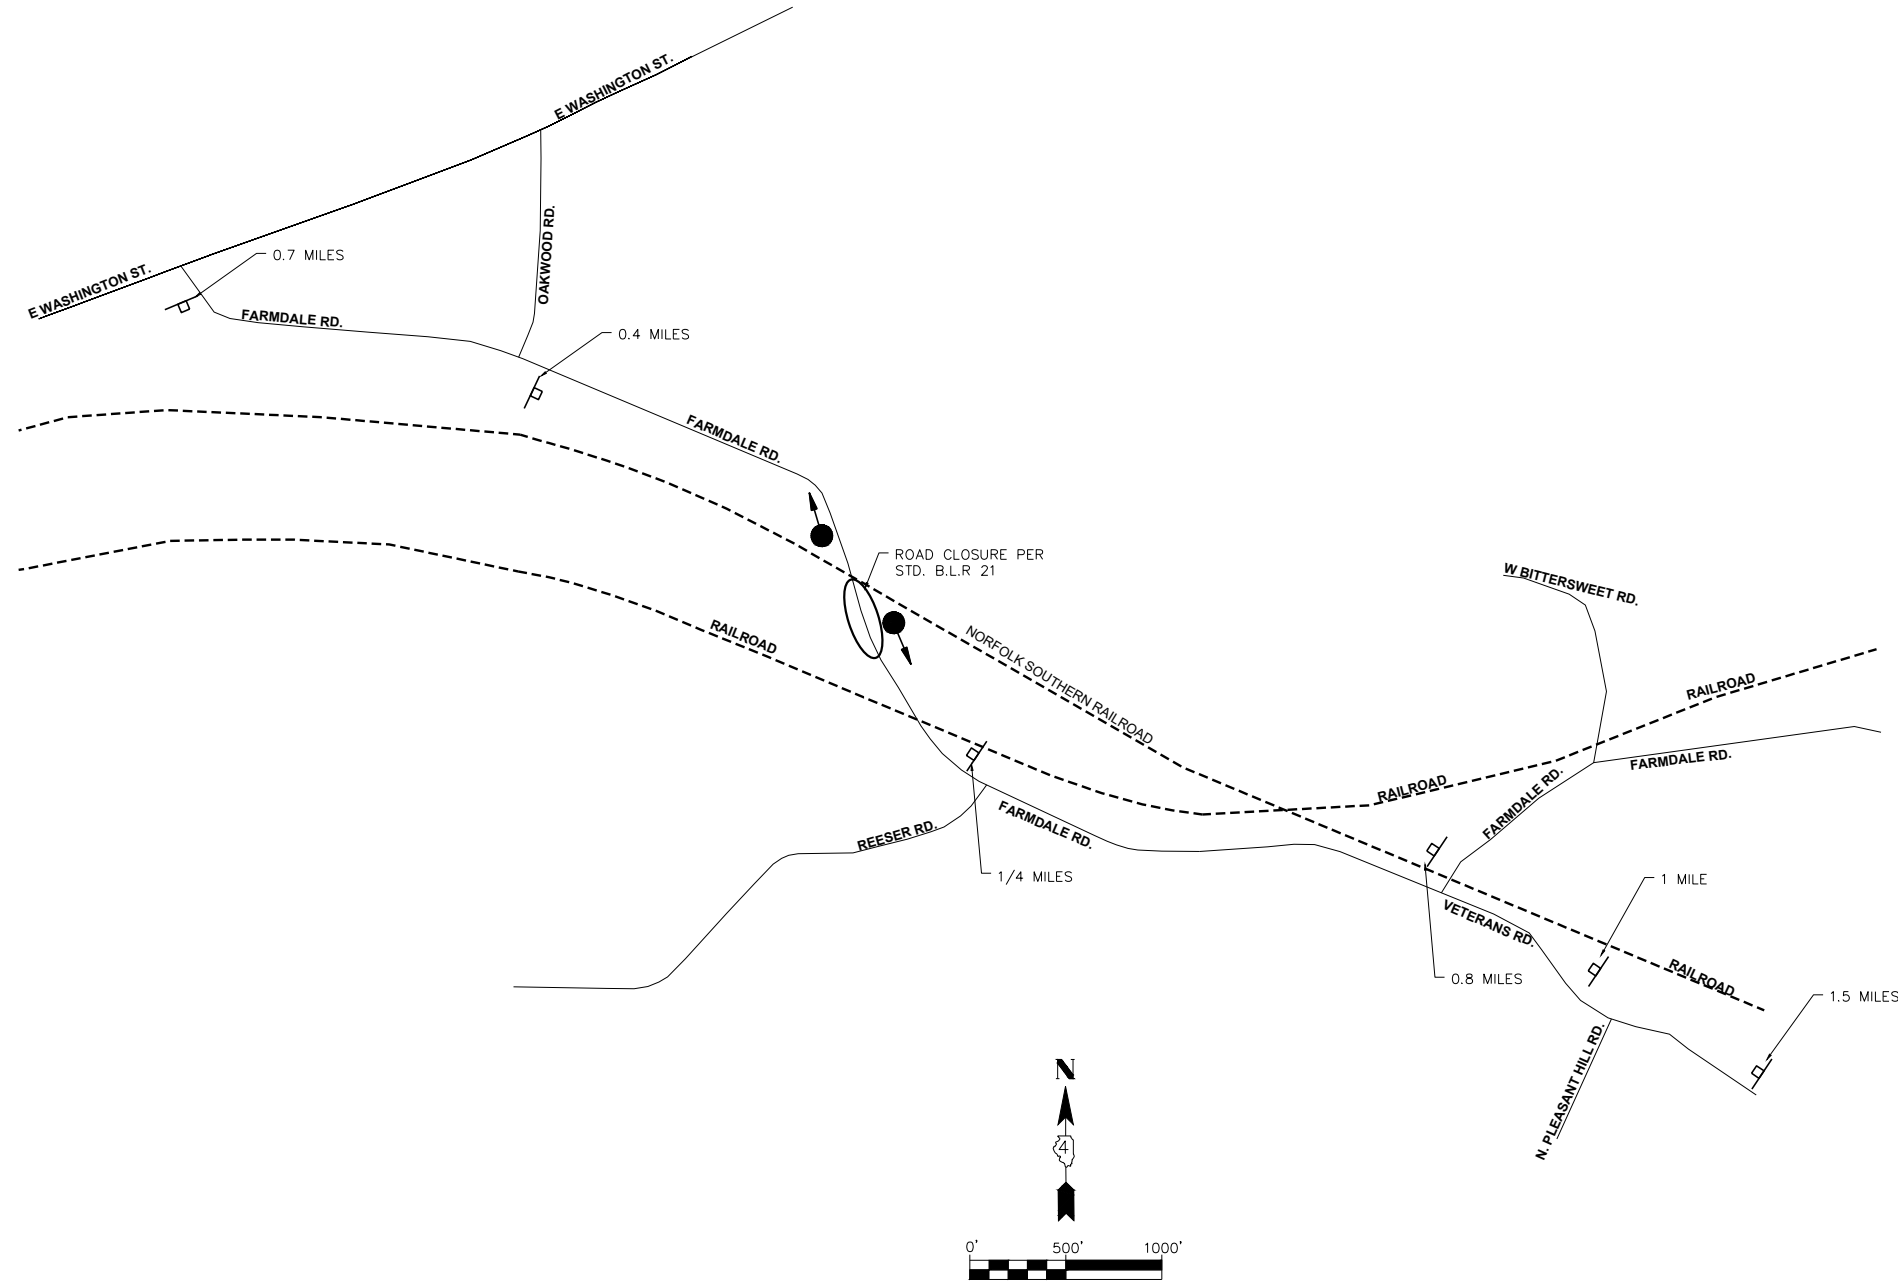 E WASHINGTON ST.
E WASHINGTON ST.
OAKWOOD RD.
0.7 MILES
FARMDALE RD.
0.4 MILES
FARMDALE RD.
ROAD CLOSURE PER
STD. B.L.R 21
W BITTERSWEET RD.
RAILROAD
NORFOLK SOUTHERN RAILROAD
RAILROAD
FARMDALE RD.
RAILROAD
FARMDALE RD.
FARMDALE RD.
REESER RD.
1/4 MILES
1 MILE
VETERANS RD.
0.8 MILES
RAILROAD
1.5 MILES
N. PLEASANT HILL RD.
N
4
0' 500' 1000'